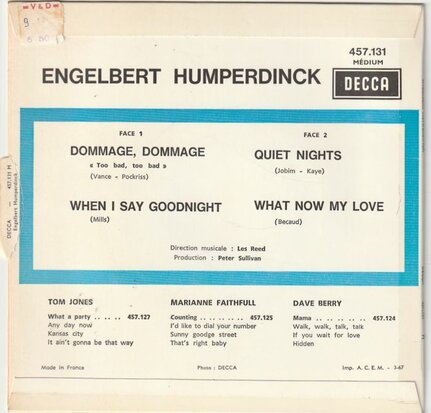 V.R.D
9
457.131
MÉDIUM
ENGELBERT HUMPERDINCK
DECCA
FACE 1
DOMMAGE, DOMMAGE
« Too bad, too bad »
(Vance - Pockriss)
WHEN I SAY GOODNIGHT
(Mills)
FACE 2
QUIET NIGHTS
(Jobim - Kaye)
WHAT NOW MY LOVE
(Becaud)
DECCA - 457.131 M
Engelbert Humperdinck
Direction musicale : Les Reed
Production : Peter Sullivan
TOM JONES
What a party .. .. .. 457.127
Any day now
Kansas city
It ain't gonna be that way
MARIANNE FAITHFULL
Counting .. .. .. .. .. 457.125
I'd like to dial your number
Sunny goodge street
That's right baby
DAVE BERRY
Mama .. .. .. .. .. .. 457.124
Walk, walk, talk, talk
If you wait for love
Hidden
Made in France
Photo : DECCA
Imp. A. C. E. M. - 3-67